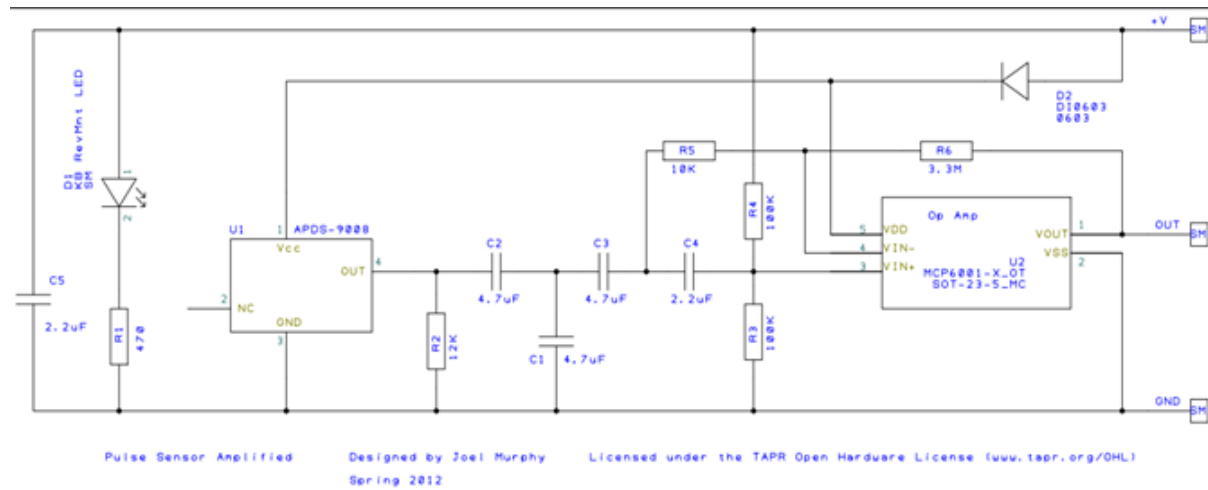 +V
SM
D1
KB RevMnt LED
SM
1
2
D2
DI0603
0603
R5
10K
R6
3.3M
R4
100K
Op Amp
U1
APDS-9008
1
Vcc
C5
2.2uF
R1
470
2
NC
OUT
4
GND
3
R2
12K
C2
4.7uF
C3
4.7uF
C4
2.2uF
C1
4.7uF
R3
100K
5
VDD
4
VIN-
3
VIN+
VOUT
1
VSS
2
U2
MCP6001-X_OT
SOT-23-5_MC
OUT
SM
GND
SM
Pulse Sensor Amplified
Designed by Joel Murphy
Licensed under the TAPR Open Hardware License (www.tapr.org/OHL)
Spring 2012